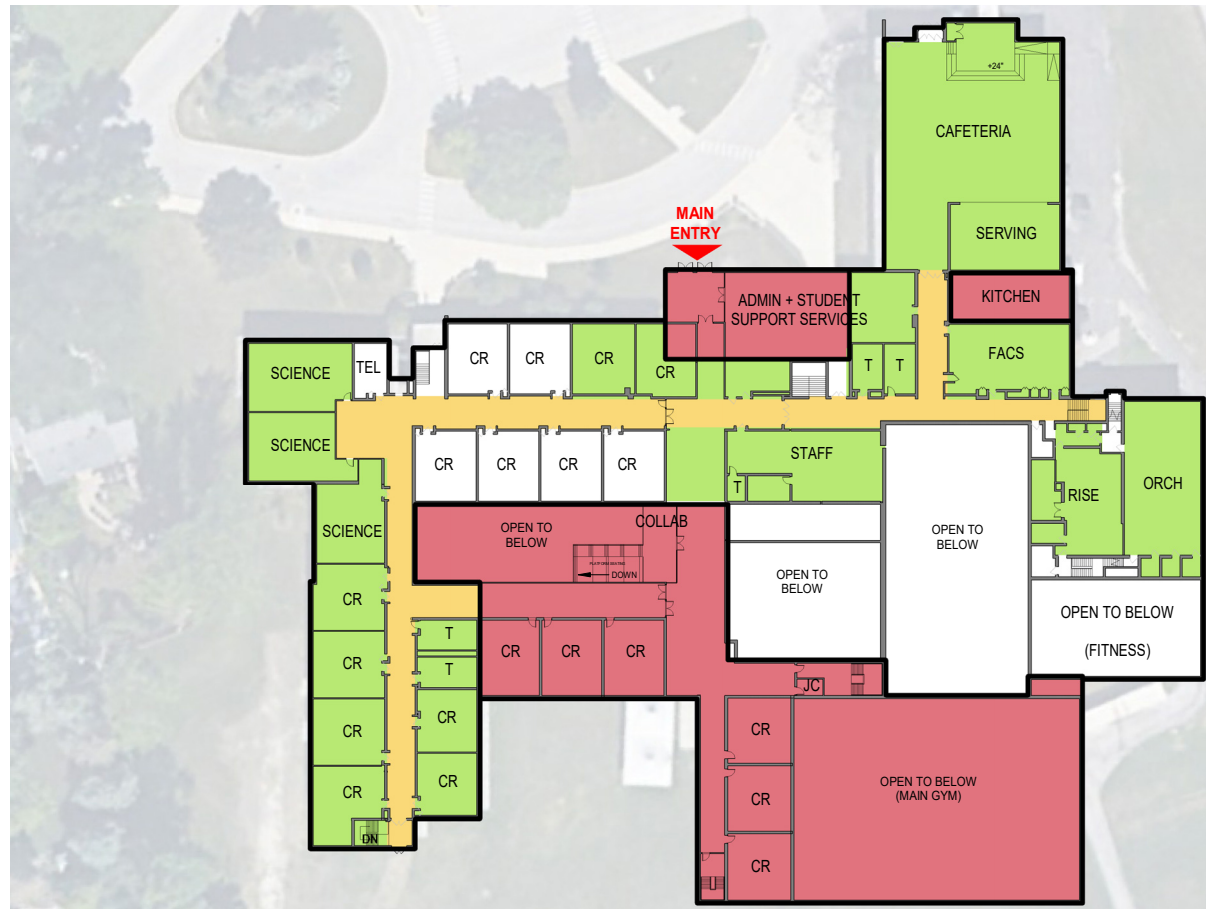 +24"
CAFETERIA
MAIN
ENTRY
SERVING
ADMIN + STUDENT
SUPPORT SERVICES
KITCHEN
SCIENCE
TEL
CR
CR
CR
CR
T
T
FACS
SCIENCE
CR
CR
CR
CR
STAFF
T
RISE
ORCH
SCIENCE
OPEN TO
BELOW
COLLAB
OPEN TO
BELOW
PLATFORM SEATING
DOWN
OPEN TO
BELOW
CR
OPEN TO BELOW
(FITNESS)
T
CR
CR
CR
CR
T
JC
CR
CR
CR
CR
CR
OPEN TO BELOW
(MAIN GYM)
CR
CR
DN
CR